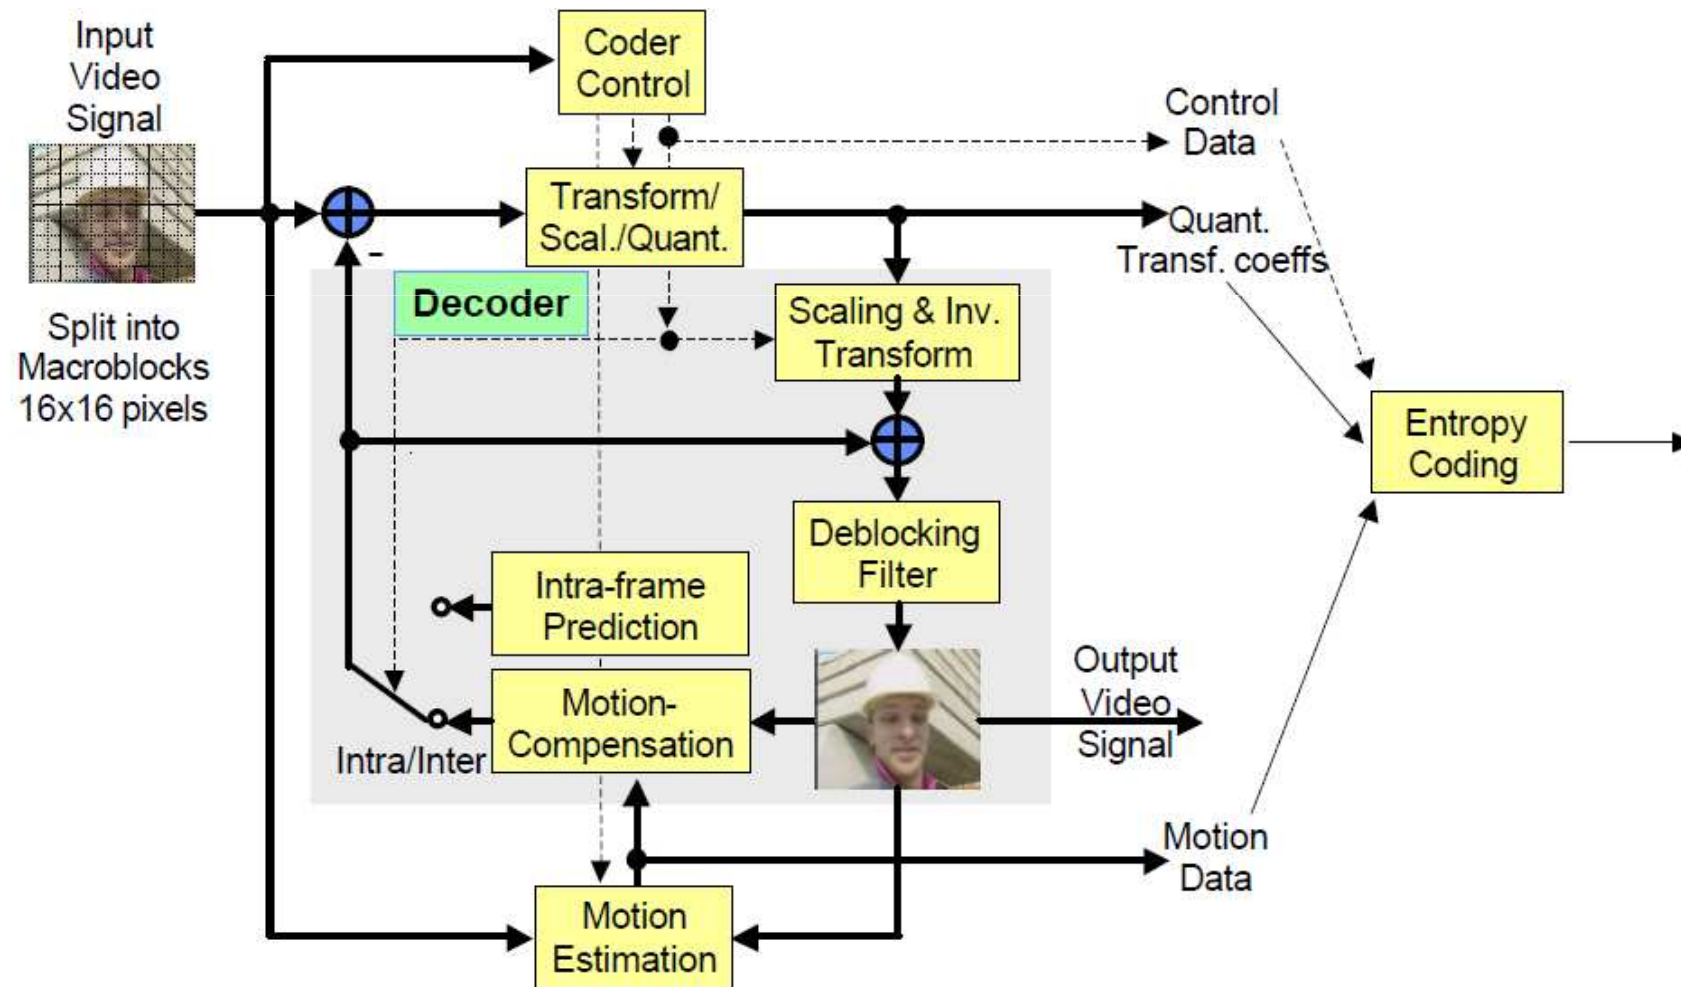 Input
Video
Signal
Split into
Macroblocks
16x16 pixels
Coder
Control
Control
Data
Transform/
Scal./Quant.
-
Quant.
Transf. coeffs
Decoder
Scaling & Inv.
Transform
Entropy
Coding
Deblocking
Filter
Intra-frame
Prediction
Motion-
Compensation
Intra/Inter
Output
Video
Signal
Motion
Data
Motion
Estimation